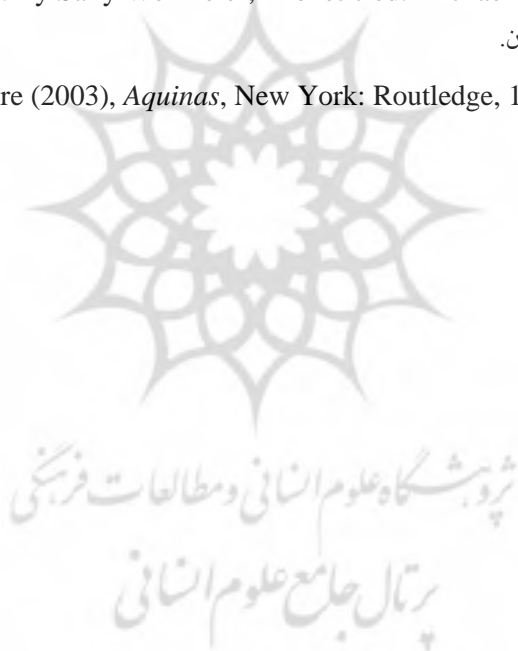 ن.
re (2003), Aquinas, New York: Routledge, 1
پژوهشگاه علوم انسانی و مطالعات فرهنگی
پرتال جامع علوم انسانی